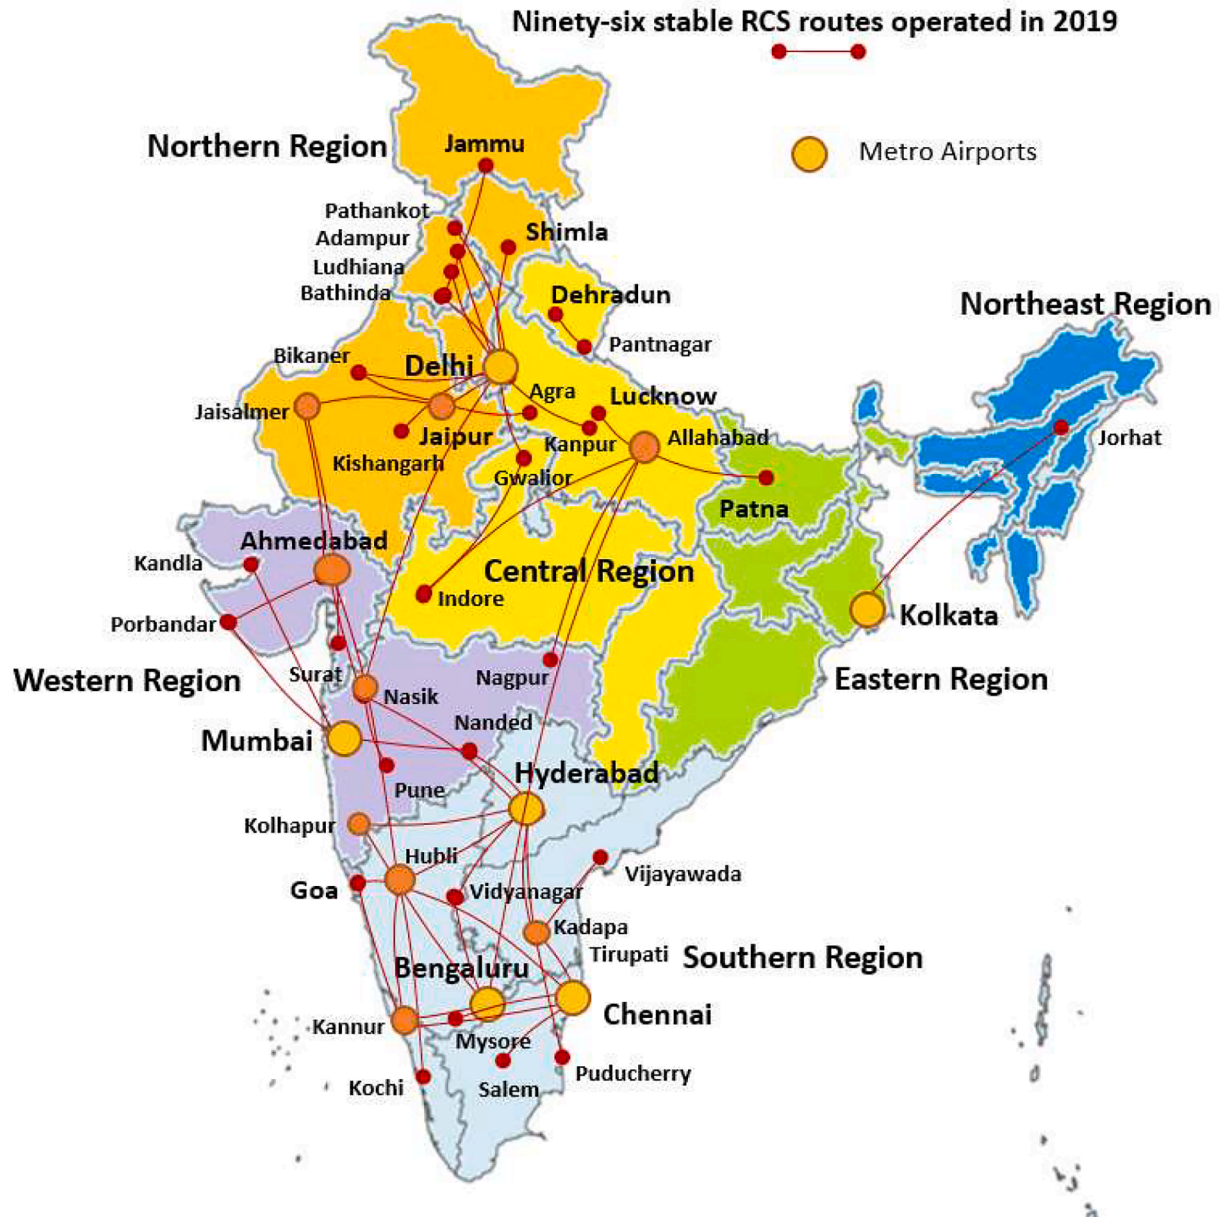 Ninety-six stable RCS routes operated in 2019
Metro Airports
Northern Region
Jammu
Pathankot
Adampur
Shimla
Ludhiana
Bathinda
Dehradun
Northeast Region
Pantnagar
Bikaner
Delhi
Agra
Lucknow
Jaisalmer
Jaipur
Kanpur
Allahabad
Jorhat
Kishangarh
Gwalior
Patna
Ahmedabad
Kandla
Central Region
Indore
Kolkata
Porbandar
Surat
Nagpur
Western Region
Eastern Region
Nasik
Nanded
Mumbai
Hyderabad
Pune
Kolhapur
Hubli
Vijayawada
Goa
Vidyanagar
Kadapa
Tirupati
Southern Region
Bengaluru
Chennai
Kannur
Mysore
Puducherry
Kochi
Salem